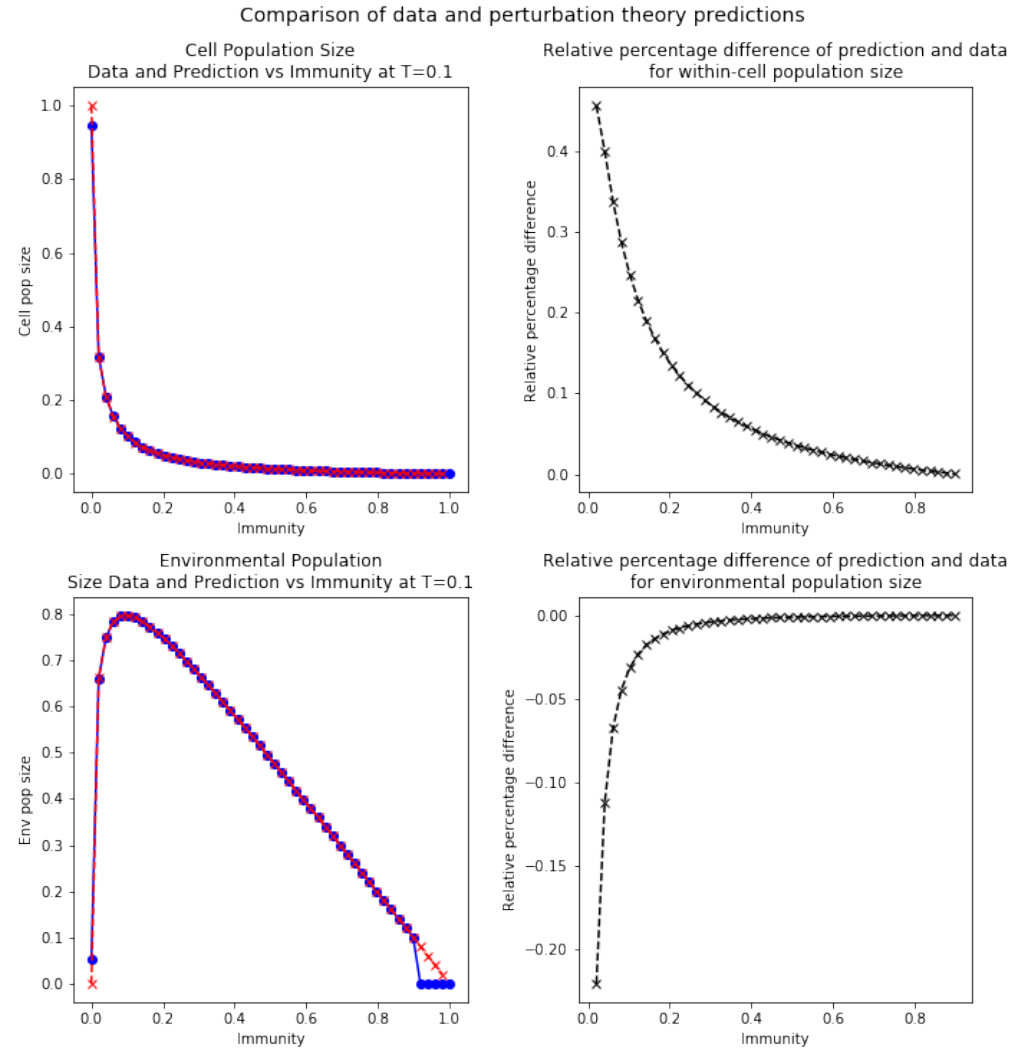 Comparison of data and perturbation theory predictions
Cell Population Size
Data and Prediction vs Immunity at T=0.1
1.0
0.8
0.6
0.4
0.2
0.0
Cell pop size
0.0 0.2 0.4 0.6 0.8 1.0
Immunity
Relative percentage difference of prediction and data
for within-cell population size
0.4
0.3
0.2
0.1
0.0
Relative percentage difference
0.0 0.2 0.4 0.6 0.8
Immunity
Environmental Population
Size Data and Prediction vs Immunity at T=0.1
0.8
0.7
0.6
0.5
0.4
0.3
0.2
0.1
0.0
Env pop size
0.0 0.2 0.4 0.6 0.8 1.0
Immunity
Relative percentage difference of prediction and data
for environmental population size
0.00
−0.05
−0.10
−0.15
−0.20
Relative percentage difference
0.0 0.2 0.4 0.6 0.8
Immunity